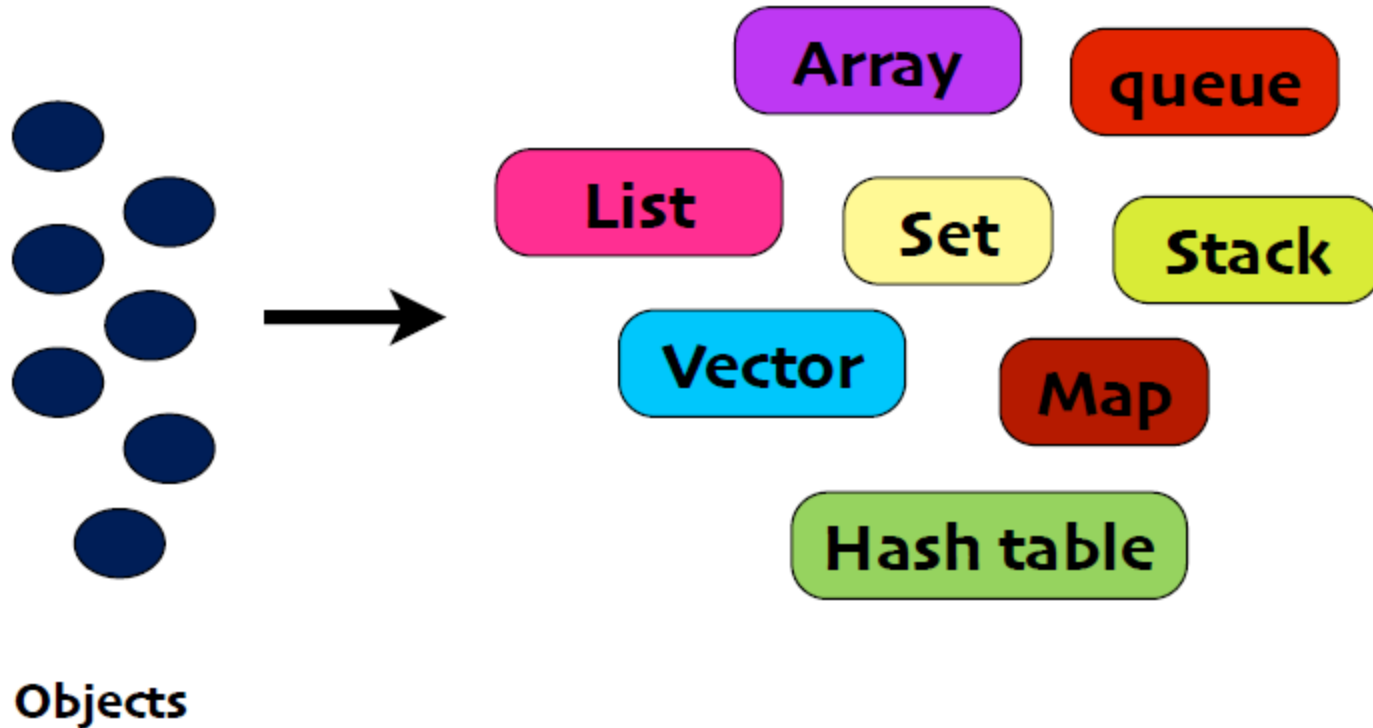 Array
queue
List
Set
Stack
Vector
Map
Hash table
Objects